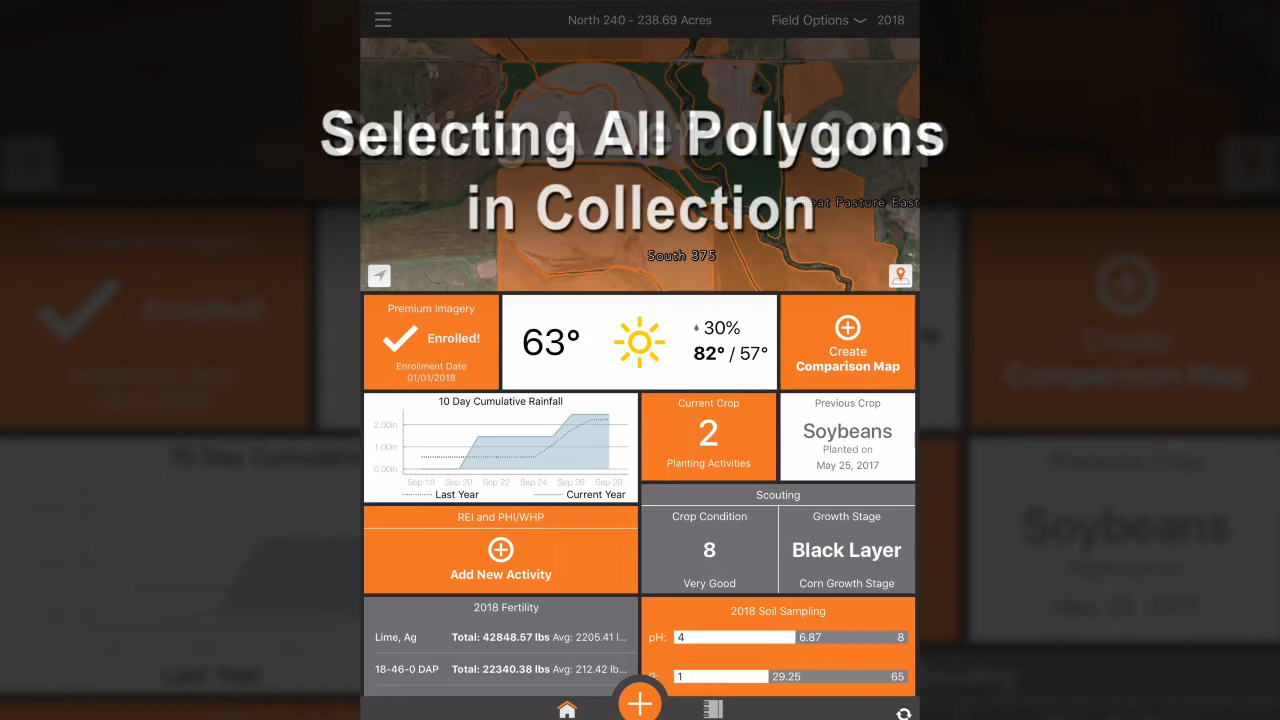 North 240 - 238.69 Acres
Field Options
2018
Selecting All Polygons
in Collection
Pasture East
South 375
Premium Imagery
Enrolled!
Enrollment Date
01/01/2018
63°
30%
82° / 57°
Create
Comparison Map
10 Day Cumulative Rainfall
2.00in
1.00in
0.00in
Sep 18 Sep 20 Sep 22 Sep 24 Sep 26 Sep 28
Last Year Current Year
Current Crop
2
Planting Activities
Previous Crop
Soybeans
Planted on
May 25, 2017
REI and PHI/WHP
Add New Activity
Scouting
Crop Condition
8
Very Good
Growth Stage
Black Layer
Corn Growth Stage
2018 Fertility
Lime, Ag Total: 42848.57 lbs Avg: 2205.41 l...
18-46-0 DAP Total: 22340.38 lbs Avg: 212.42 lb...
2018 Soil Sampling
pH: 4 6.87 8
P: 1 29.25 65